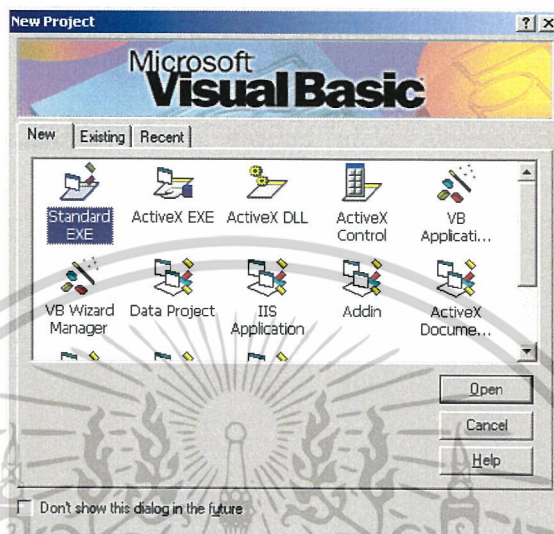 New Project
Microsoft
Visual Basic
New Existing Recent
Standard EXE
ActiveX EXE
ActiveX DLL
ActiveX Control
VB Applicati...
VB Wizard Manager
Data Project
IIS Application
Addin
ActiveX Docume...
Open
Cancel
Help
Don't show this dialog in the future